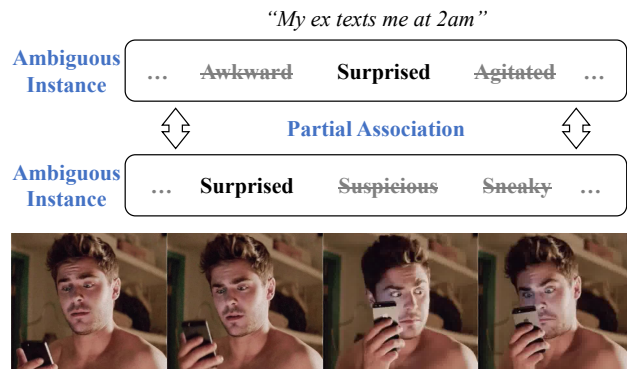 “My ex texts me at 2am”
Ambiguous Instance
... Awkward Surprised Agitated ...
Partial Association
Ambiguous Instance
... Surprised Suspicious Sneaky ...